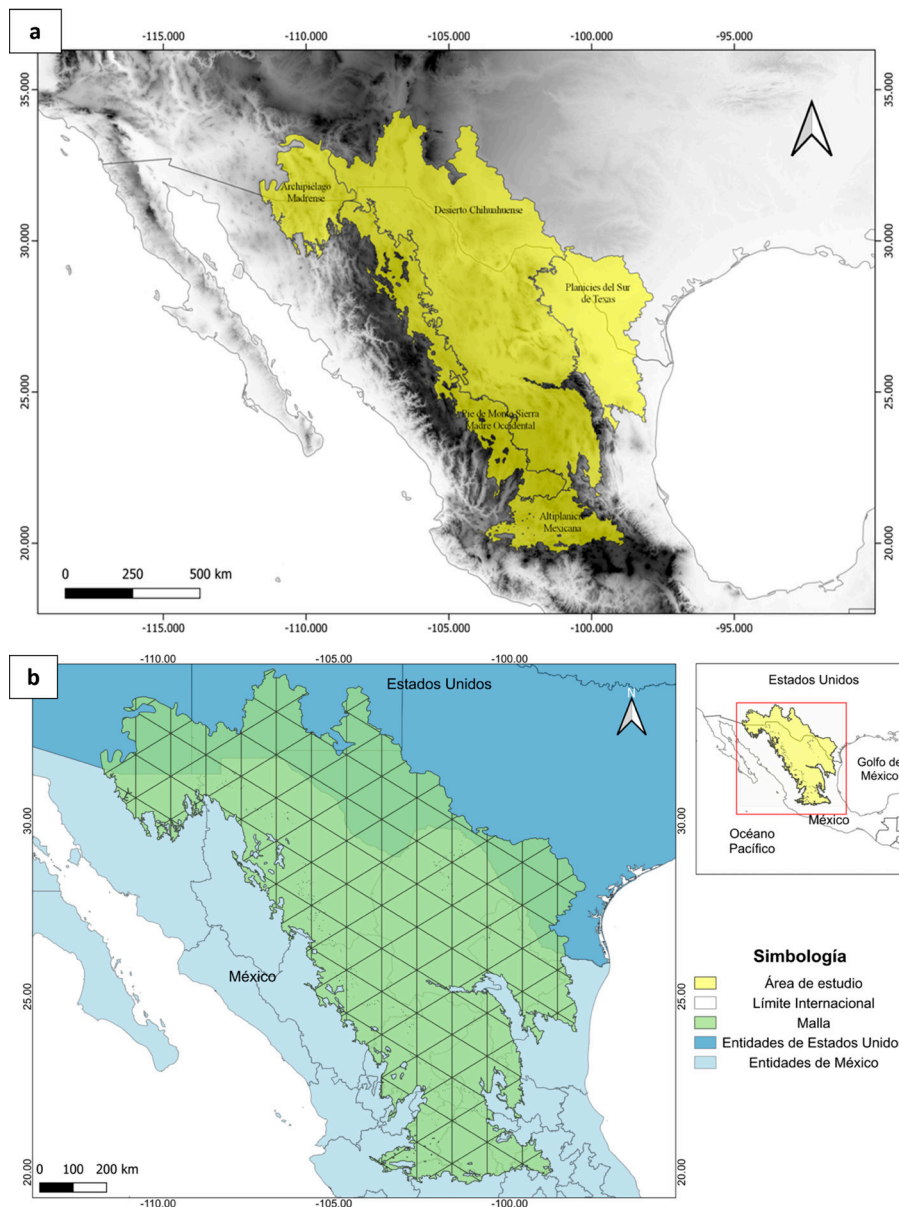 a
-115.000 -110.000 -105.000 -100.000 -95.000
35.000 35.000
Archipiélago
Madrense
Desierto Chihuahuense
30.000 30.000
Planicies del Sur
de Texas
25.000 25.000
Pie de Monte Sierra
Madre Occidental
Altiplanicie
Mexicana
20.000 20.000
0 250 500 km
-115.000 -110.000 -105.000 -100.000 -95.000
b
-110.00 -105.00 -100.00
Estados Unidos
N
30.00 30.00
México
25.00 25.00
20.00 20.00
0 100 200 km
-110.00 -105.00 -100.00
Estados Unidos
Golfo de
México
México
Océano
Pacífico
Simbología
Área de estudio
Límite Internacional
Malla
Entidades de Estados Unidos
Entidades de México